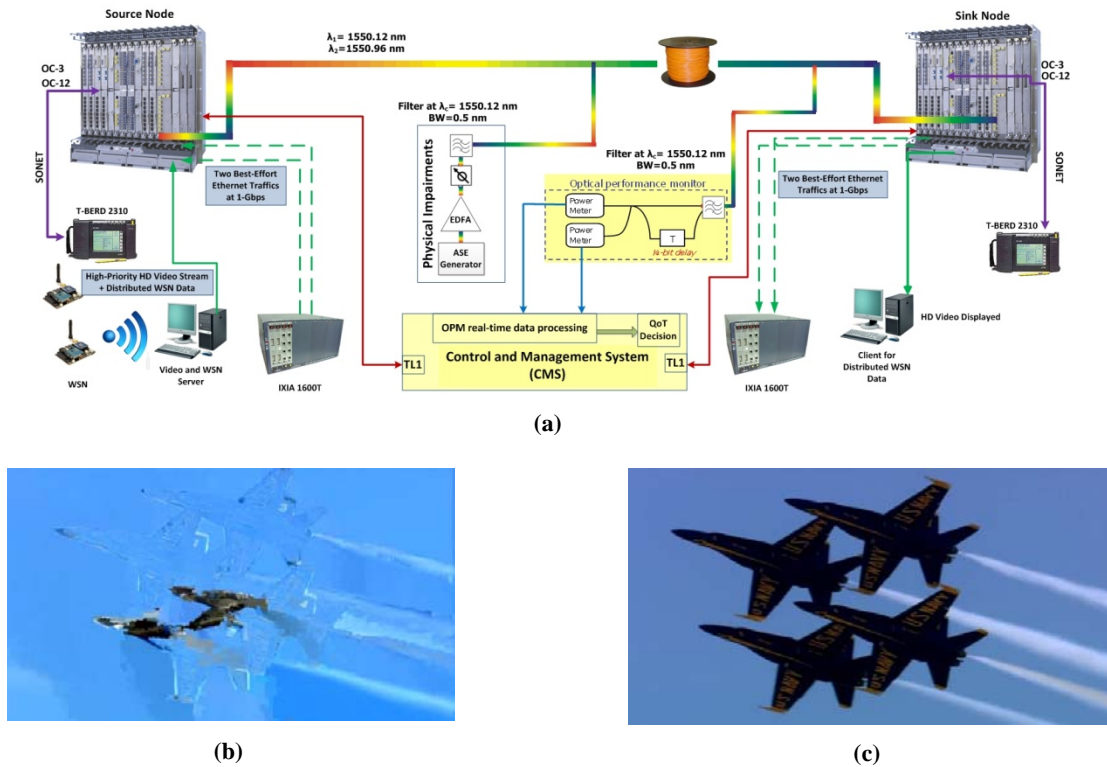 Source Node
Sink Node
λ₁= 1550.12 nm
λ₂=1550.96 nm
OC-3
OC-12
OC-3
OC-12
Filter at λc= 1550.12 nm
BW=0.5 nm
Filter at λc= 1550.12 nm
BW=0.5 nm
SONET
SONET
Two Best-Effort
Ethernet Traffics
at 1-Gbps
Two Best-Effort Ethernet
Traffics at 1-Gbps
Physical Impairments
EDFA
ASE
Generator
Optical performance monitor
Power
Meter
Power
Meter
T
¼-bit delay
T-BERD 2310
T-BERD 2310
High-Priority HD Video Stream
+ Distributed WSN Data
WSN
Video and WSN
Server
IXIA 1600T
OPM real-time data processing
QoT
Decision
Control and Management System
(CMS)
TL1
TL1
IXIA 1600T
HD Video Displayed
Client for
Distributed WSN
Data
(a)
U.S NAVY
U.S NAVY
U.S NAVY
U.S NAVY
U.S NAVY
U.S NAVY
(b)
(c)